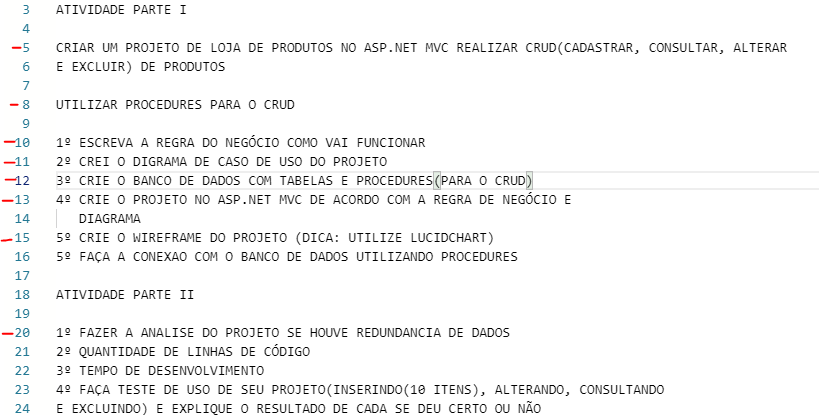 3 ATIVIDADE PARTE I
4
5 CRIAR UM PROJETO DE LOJA DE PRODUTOS NO ASP.NET MVC REALIZAR CRUD(CADASTRAR, CONSULTAR, ALTERAR
6 E EXCLUIR) DE PRODUTOS
7
8 UTILIZAR PROCEDURES PARA O CRUD
9
10 1º ESCREVA A REGRA DO NEGÓCIO COMO VAI FUNCIONAR
11 2º CREI O DIGRAMA DE CASO DE USO DO PROJETO
12 3º CRIE O BANCO DE DADOS COM TABELAS E PROCEDURES(PARA O CRUD)
13 4º CRIE O PROJETO NO ASP.NET MVC DE ACORDO COM A REGRA DE NEGÓCIO E
14 DIAGRAMA
15 5º CRIE O WIREFRAME DO PROJETO (DICA: UTILIZE LUCIDCHART)
16 5º FAÇA A CONEXAO COM O BANCO DE DADOS UTILIZANDO PROCEDURES
17
18 ATIVIDADE PARTE II
19
20 1º FAZER A ANALISE DO PROJETO SE HOUVE REDUNDANCIA DE DADOS
21 2º QUANTIDADE DE LINHAS DE CÓDIGO
22 3º TEMPO DE DESENVOLVIMENTO
23 4º FAÇA TESTE DE USO DE SEU PROJETO(INSERINDO(10 ITENS), ALTERANDO, CONSULTANDO
24 E EXCLUINDO) E EXPLIQUE O RESULTADO DE CADA SE DEU CERTO OU NÃO